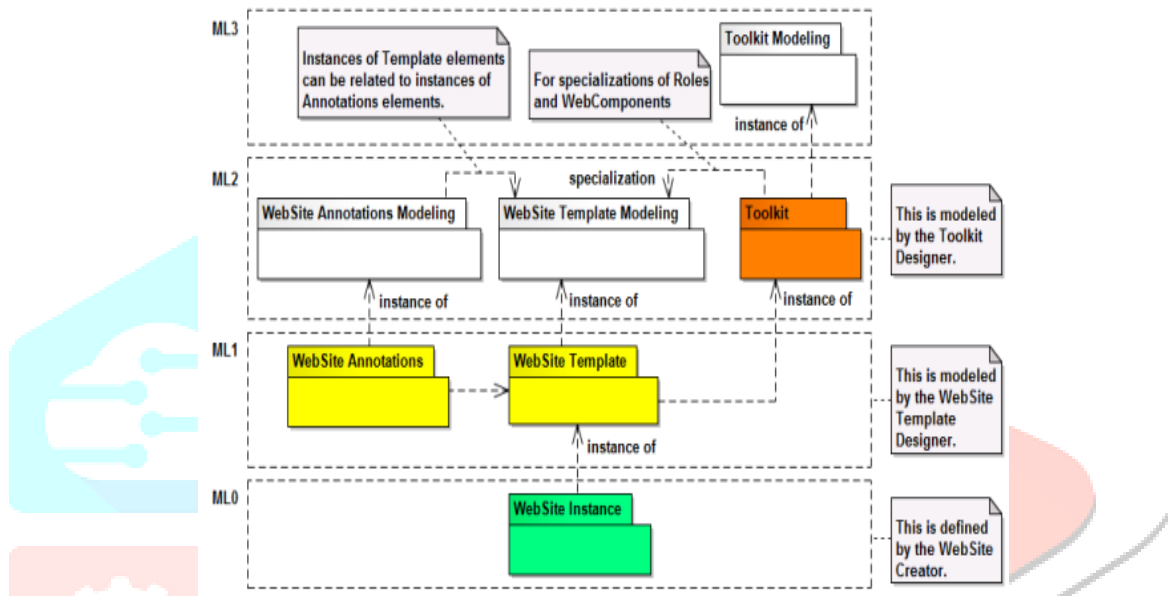 ML3
Instances of Template elements
can be related to instances of
Annotations elements.
For specializations of Roles
and WebComponents
Toolkit Modeling
instance of
ML2
specialization
WebSite Annotations Modeling
WebSite Template Modeling
Toolkit
This is modeled
by the Toolkit
Designer.
instance of
instance of
instance of
ML1
WebSite Annotations
WebSite Template
This is modeled
by the WebSite
Template
Designer.
instance of
ML0
WebSite Instance
This is defined
by the WebSite
Creator.